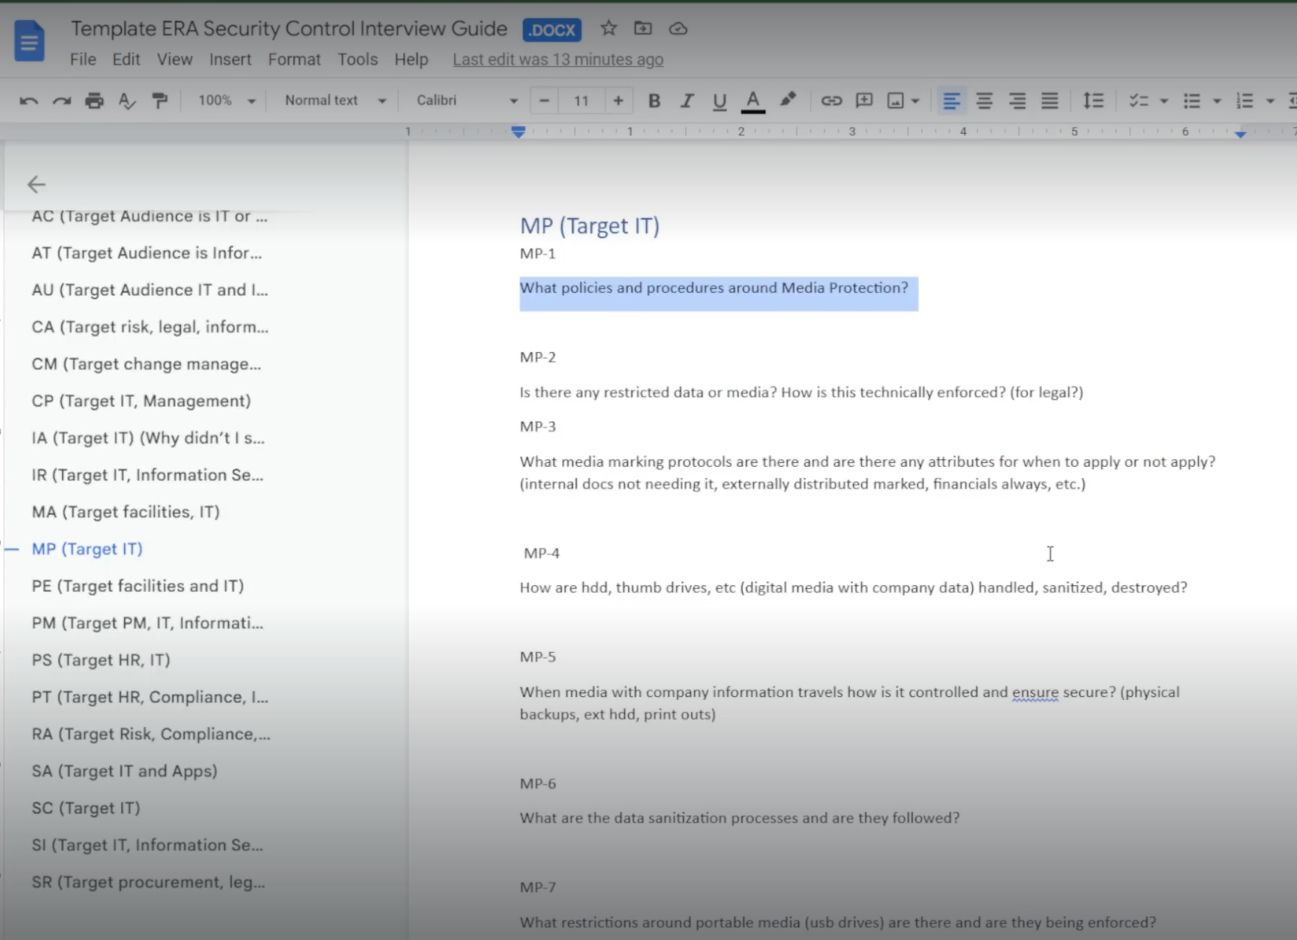 Template ERA Security Control Interview Guide .DOCX
File Edit View Insert Format Tools Help Last edit was 13 minutes ago
100% Normal text Calibri − 11 + B I U A
1 1 2 3 4 5 6 7
AC (Target Audience is IT or ...
AT (Target Audience is Infor...
AU (Target Audience IT and I...
CA (Target risk, legal, inform...
CM (Target change manage...
CP (Target IT, Management)
IA (Target IT) (Why didn't I s...
IR (Target IT, Information Se...
MA (Target facilities, IT)
MP (Target IT)
PE (Target facilities and IT)
PM (Target PM, IT, Informati...
PS (Target HR, IT)
PT (Target HR, Compliance, I...
RA (Target Risk, Compliance,...
SA (Target IT and Apps)
SC (Target IT)
SI (Target IT, Information Se...
SR (Target procurement, leg...
MP (Target IT)
MP-1
What policies and procedures around Media Protection?
MP-2
Is there any restricted data or media? How is this technically enforced? (for legal?)
MP-3
What media marking protocols are there and are there any attributes for when to apply or not apply?
(internal docs not needing it, externally distributed marked, financials always, etc.)
MP-4
How are hdd, thumb drives, etc (digital media with company data) handled, sanitized, destroyed?
MP-5
When media with company information travels how is it controlled and ensure secure? (physical
backups, ext hdd, print outs)
MP-6
What are the data sanitization processes and are they followed?
MP-7
What restrictions around portable media (usb drives) are there and are they being enforced?